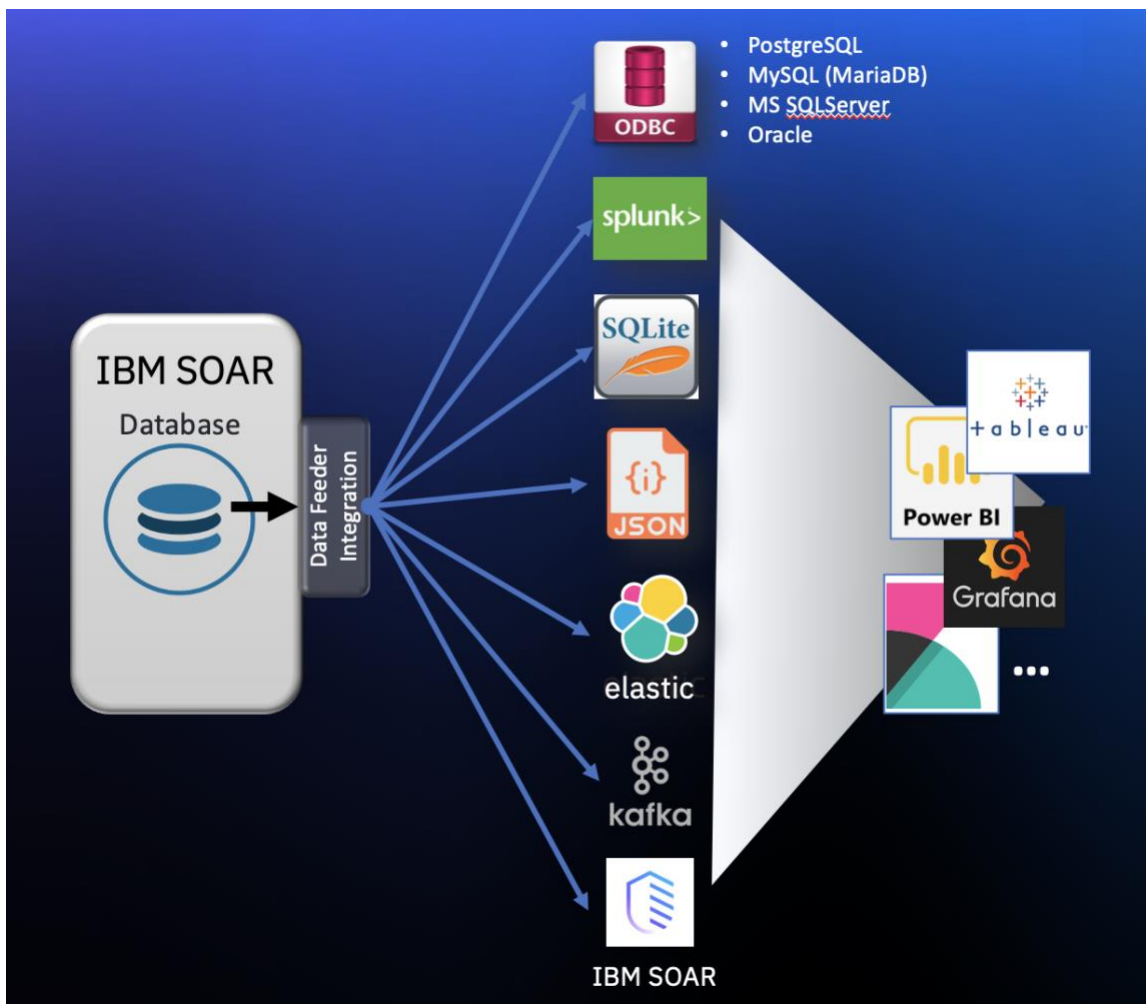 IBM SOAR
Database
Data Feeder
Integration
ODBC
• PostgreSQL
• MySQL (MariaDB)
• MS SQLServer
• Oracle
splunk>
SQLite
{i}
JSON
elastic
kafka
IBM SOAR
+ableau
Power BI
Grafana
...